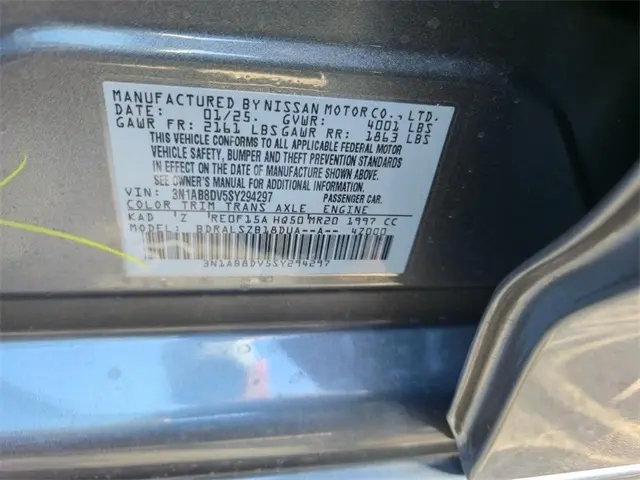 MANUFACTURED BY NISSAN MOTOR CO., LTD.
DATE: 01/25. GVWR: 4001 LBS
GAWR FR: 2161 LBS GAWR RR: 1863 LBS
THIS VEHICLE CONFORMS TO ALL APPLICABLE FEDERAL MOTOR
VEHICLE SAFETY, BUMPER AND THEFT PREVENTION STANDARDS
IN EFFECT ON THE DATE OF MANUFACTURE SHOWN ABOVE.
SEE OWNER'S MANUAL FOR ADDITIONAL INFORMATION.
VIN: 3N1AB8DV5SY294297 PASSENGER CAR.
COLOR TRIM TRANS AXLE ENGINE
KAD 'Z 'RE0F15A HQ50 MR20 1997 CC
MODEL: BDRALSZB18DUA--A-- 47000
3N1AB8DV5SY294297